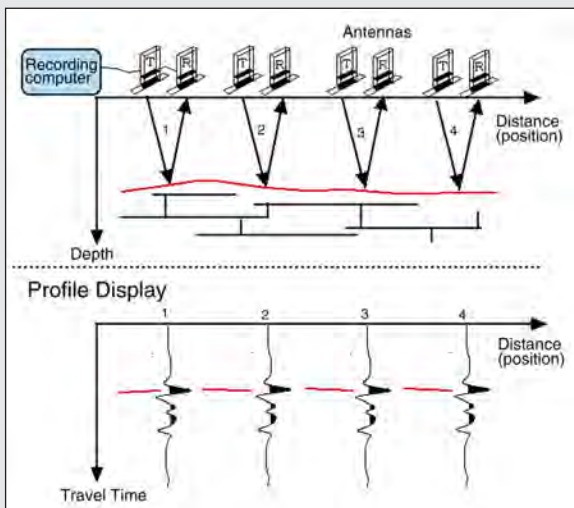 Antennas
Recording
computer
T R T R T R T R
Distance
(position)
1 2 3 4
Depth
Profile Display
1 2 3 4
Distance
(position)
Travel Time